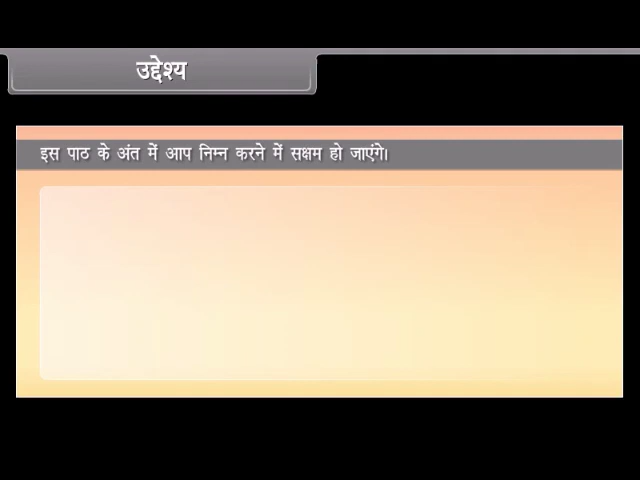 उद्देश्य
इस पाठ के अंत में आप निम्न करने में सक्षम हो जाएंगे।